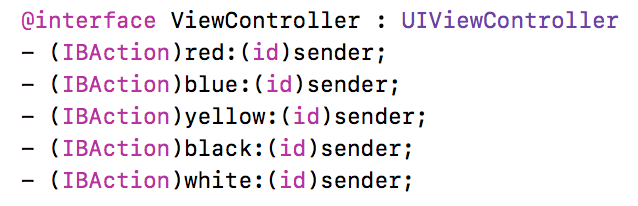 @interface ViewController : UIViewController
- (IBAction)red:(id)sender;
- (IBAction)blue:(id)sender;
- (IBAction)yellow:(id)sender;
- (IBAction)black:(id)sender;
- (IBAction)white:(id)sender;